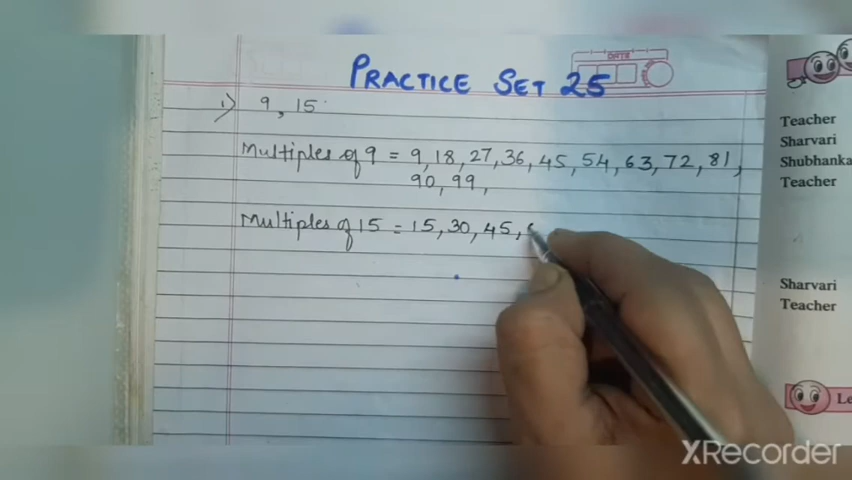 PRACTICE SET 25
DATE
1) 9, 15.
Multiples of 9 = 9, 18, 27, 36, 45, 54, 63, 72, 81,
90, 99,
Multiples of 15 = 15, 30, 45,
Teacher
Sharvari
Shubhanka
Teacher
Sharvari
Teacher
Le
XRecorder